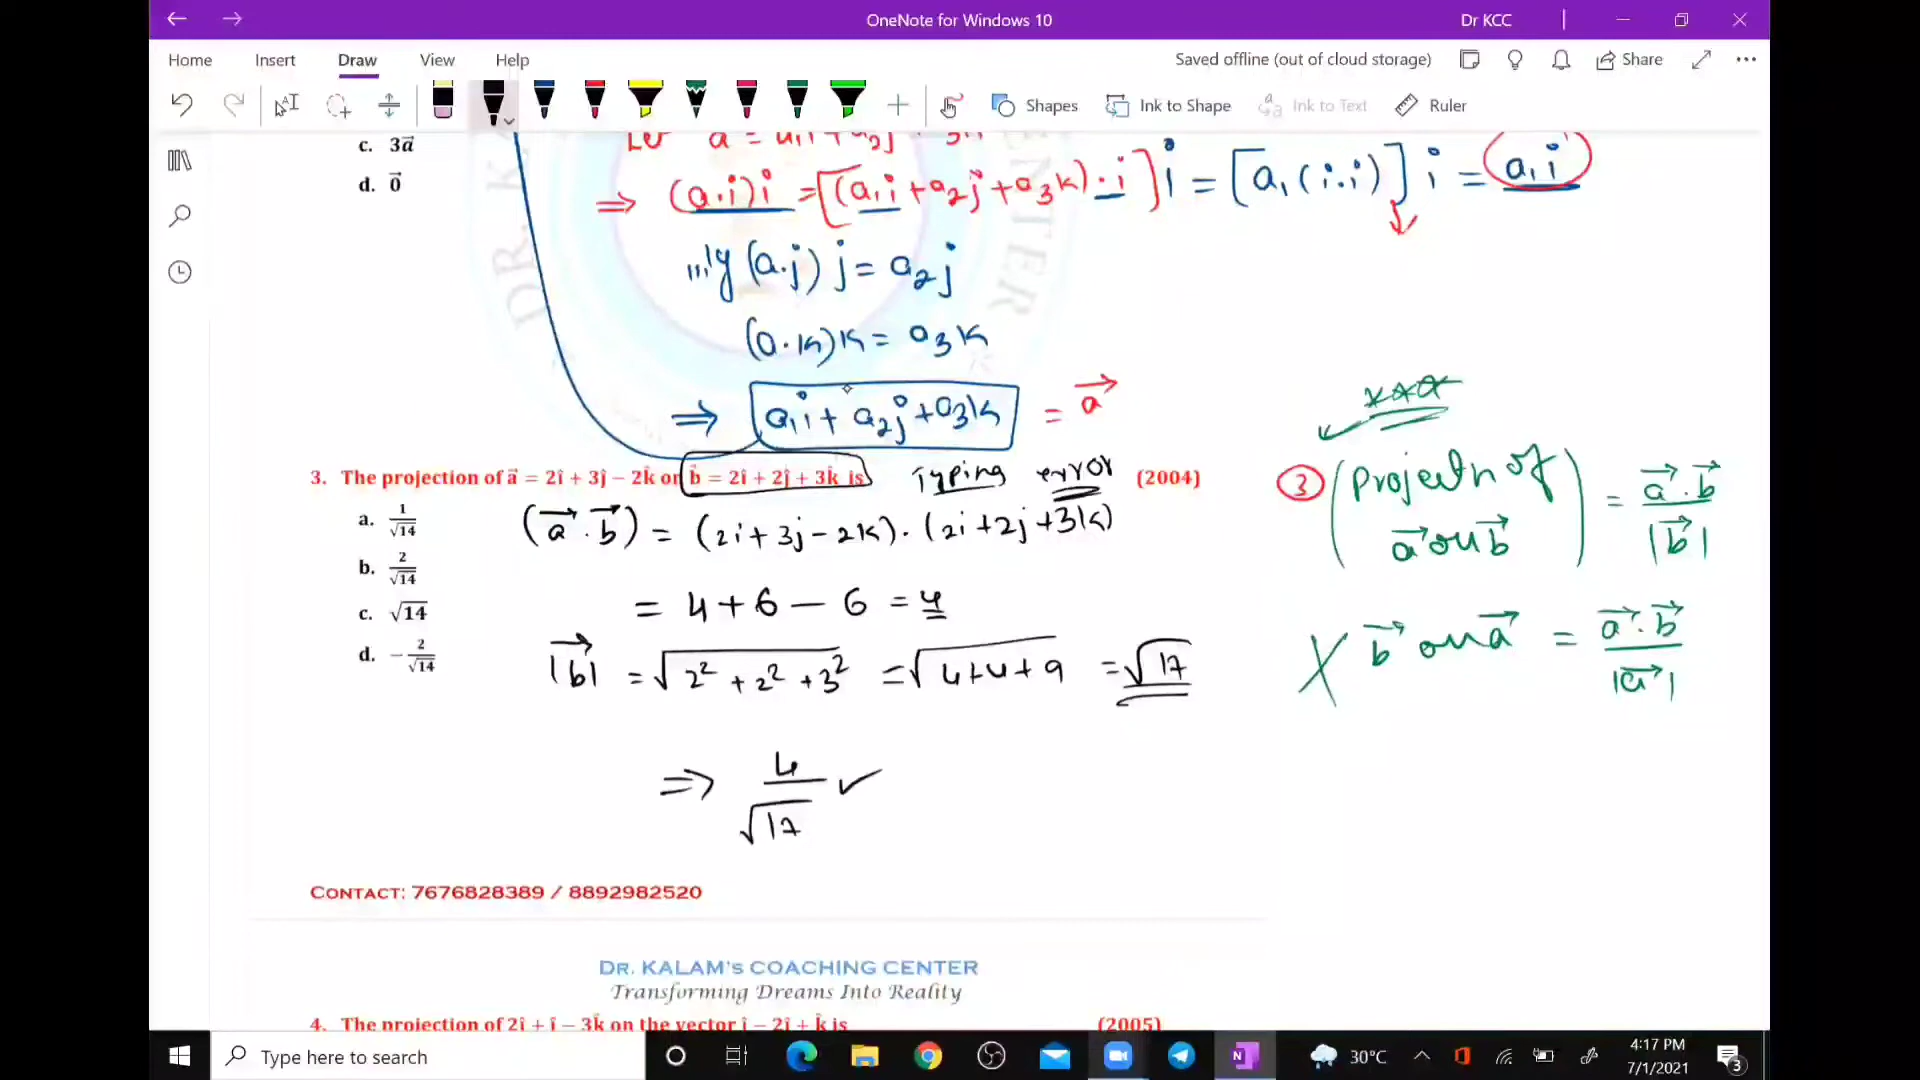 OneNote for Windows 10
Dr KCC
Home Insert Draw View Help
Saved offline (out of cloud storage)
Share
Shapes
Ink to Shape
Ink to Text
Ruler
c. 3a⃗
d. 0⃗
⇒ (a.i)i = [(a₁i + a₂j + a₃k).i]i = [a₁(i.i)]i = a₁i
|||ly (a.j)j = a₂j
(a.k)k = a₃k
⇒ a₁i + a₂j + a₃k = a⃗
3. The projection of a⃗ = 2î + 3ĵ − 2k̂ on b⃗ = 2î + 2ĵ + 3k̂ is Typing error (2004)
a. 1/√14
b. 2/√14
c. √14
d. −2/√14
(a⃗.b⃗) = (2i + 3j − 2k).(2i + 2j + 3k)
= 4 + 6 − 6 = 4
|b⃗| = √2² + 2² + 3² = √4+4+9 = √17
⇒ 4/√17 ✓
***
③ (Projectn of a⃗ on b⃗) = a⃗.b⃗/|b⃗|
X b⃗ on a⃗ = a⃗.b⃗/|a⃗|
CONTACT: 7676828389 / 8892982520
DR. KALAM's COACHING CENTER
Transforming Dreams Into Reality
4. The projection of 2î + î − 3k̂ on the vector î − 2î + k̂ is (2005)
Type here to search
30°C
4:17 PM
7/1/2021
3